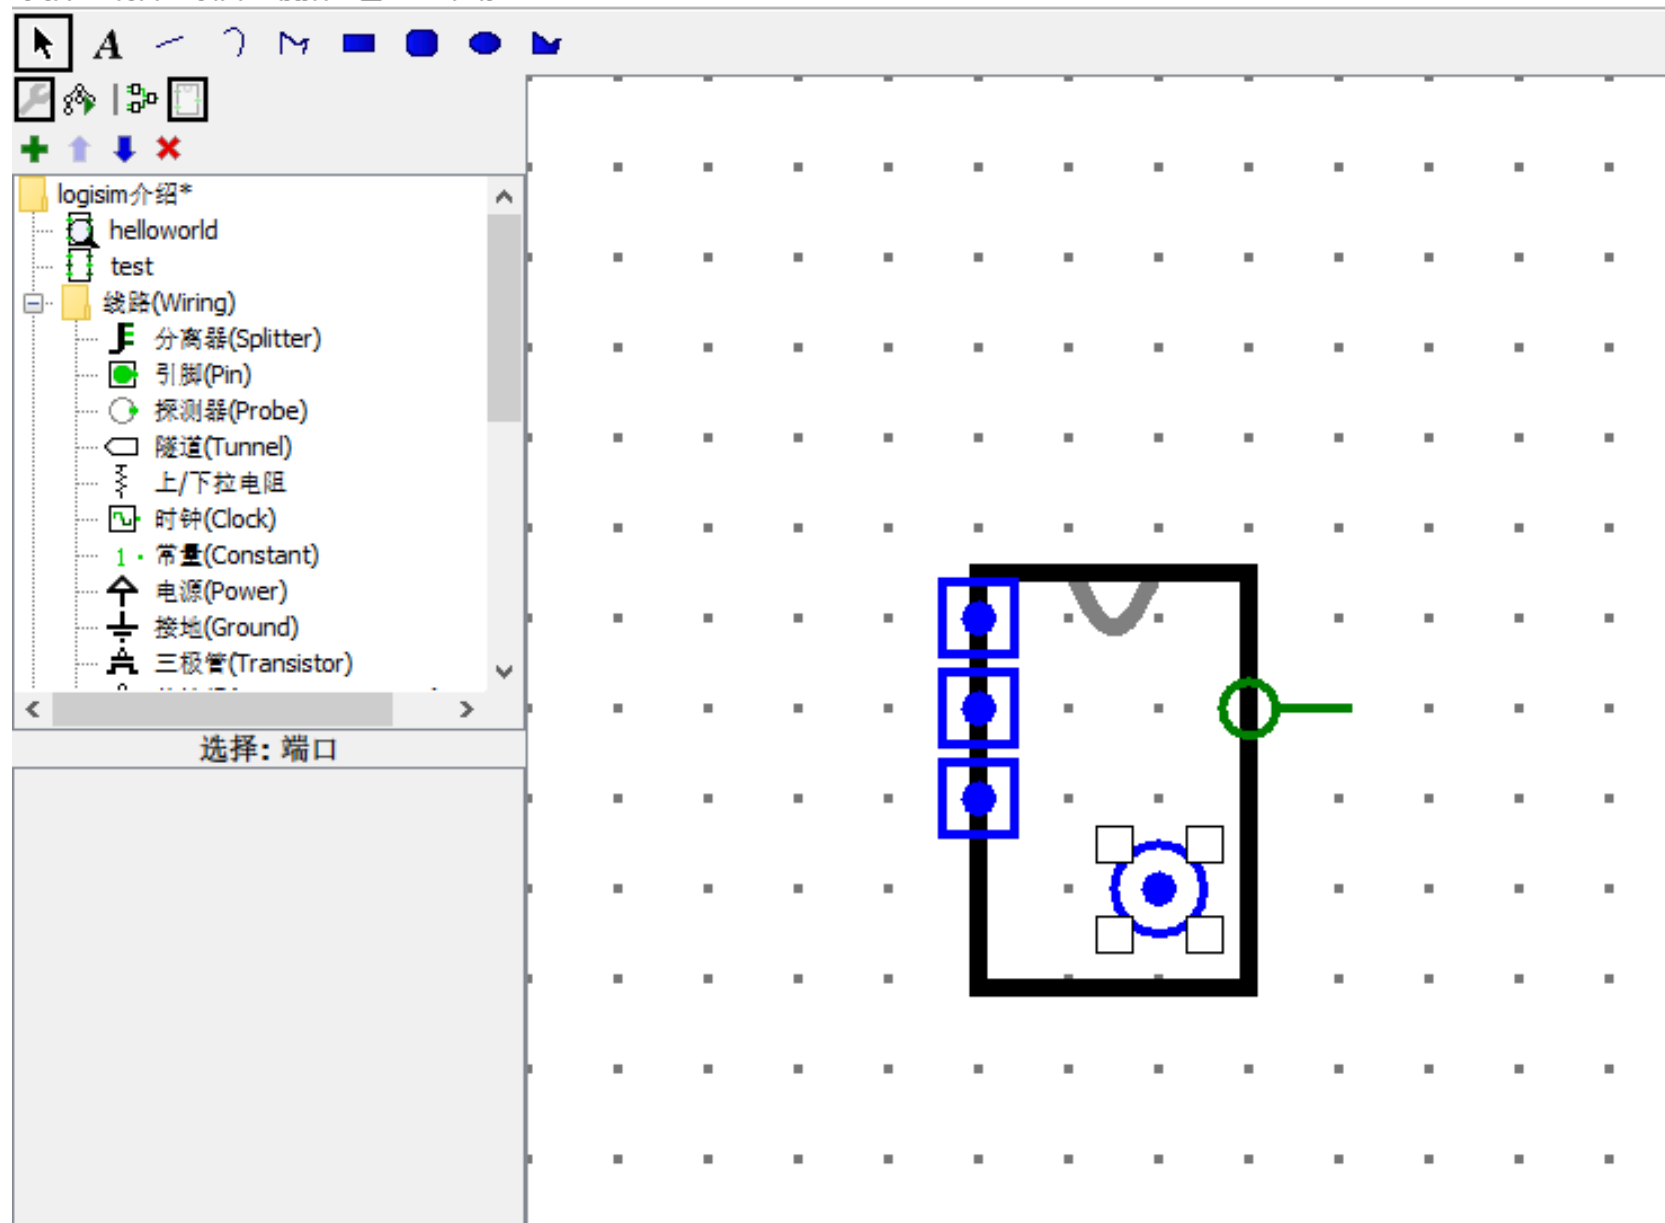 A
logisim介绍*
helloworld
test
线路(Wiring)
分离器(Splitter)
引脚(Pin)
探测器(Probe)
隧道(Tunnel)
上/下拉电阻
时钟(Clock)
1 常量(Constant)
电源(Power)
接地(Ground)
三极管(Transistor)
选择: 端口